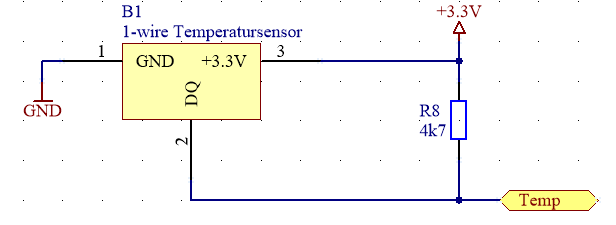 B1
+3.3V
1-wire Temperatursensor
1
GND
+3.3V
3
DQ
GND
R8
4k7
2
Temp